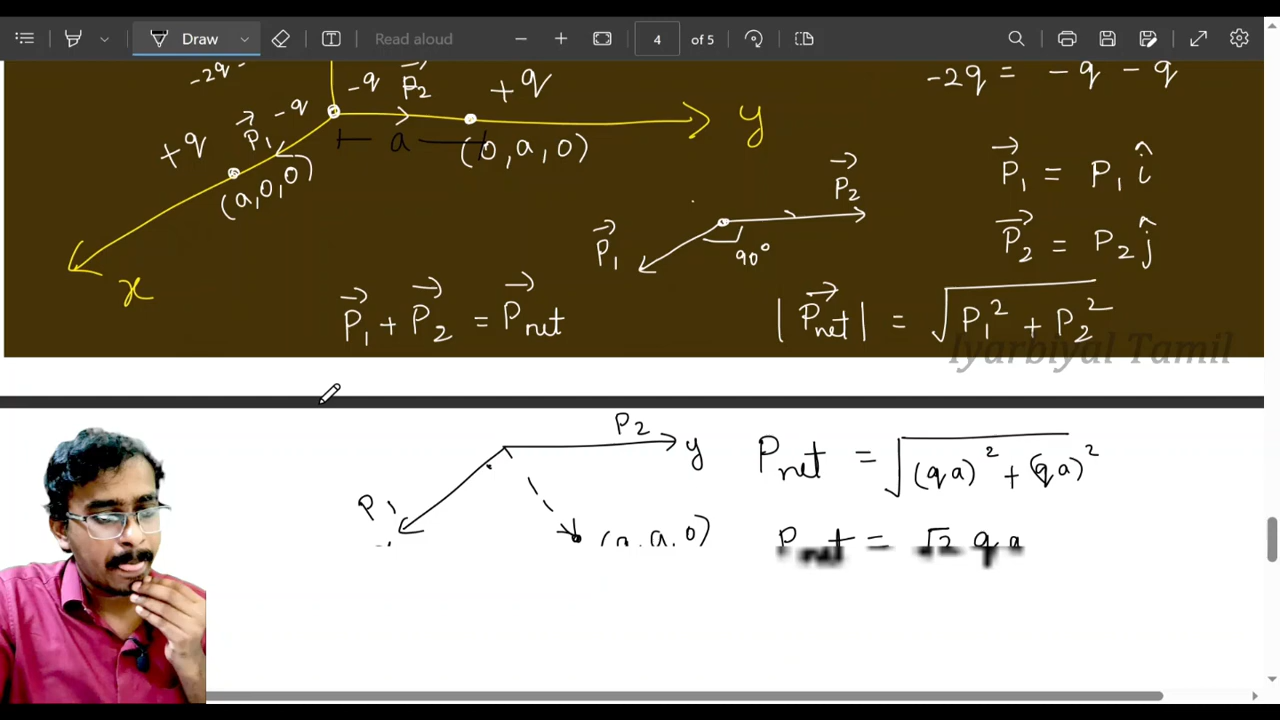 Draw
Read aloud
4 of 5
-2q
-q P⃗2 +q
-2q = -q - q
+q P⃗1 -q
a
y
(0,a,0)
(a,0,0)
x
P⃗1 = P1 î
P⃗2 = P2 ĵ
P⃗2
P⃗1
90°
P⃗1 + P⃗2 = P⃗net
|P⃗net| = √P1² + P2²
Iyarbiyal Tamil
P2
y
Pnet = √(qa)² + (qa)²
P1
(a,a,0)
Pnet = √2 qa